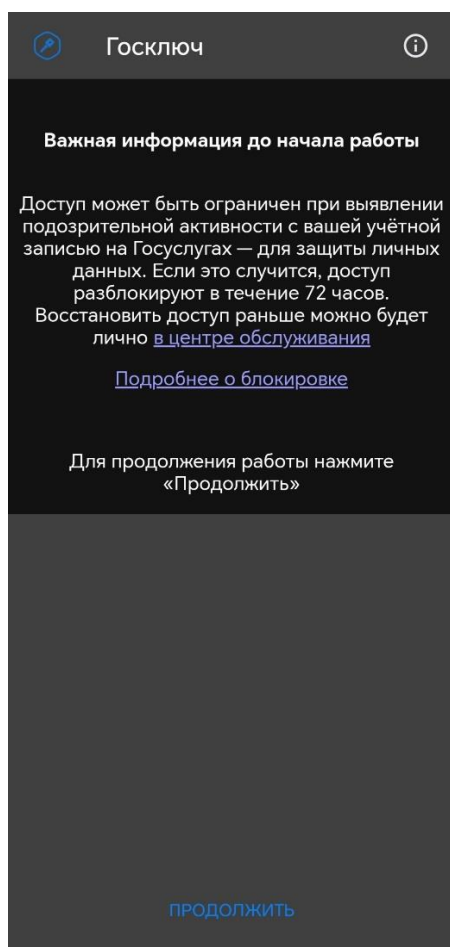 Госключ
Важная информация до начала работы
Доступ может быть ограничен при выявлении
подозрительной активности с вашей учётной
записью на Госуслугах — для защиты личных
данных. Если это случится, доступ
разблокируют в течение 72 часов.
Восстановить доступ раньше можно будет
лично в центре обслуживания
Подробнее о блокировке
Для продолжения работы нажмите
«Продолжить»
ПРОДОЛЖИТЬ